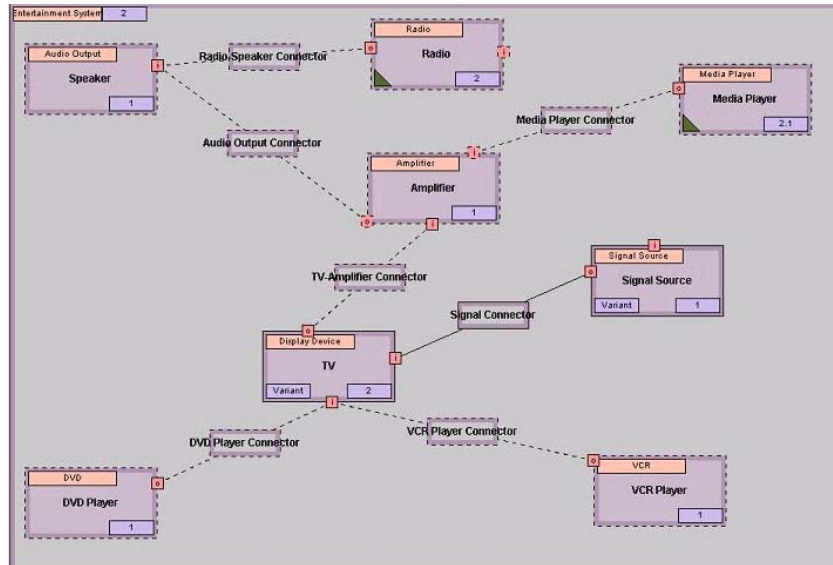 Entertainment System 2
Radio
Audio Output
Radio Speaker Connector
o
Radio
i
Speaker
i
Media Player
2
o
Media Player
1
Media Player Connector
2.1
Audio Output Connector
i
Amplifier
Amplifier
1
o
i
i
Signal Source
TV-Amplifier Connector
o
Signal Source
Variant 1
Signal Connector
o
Display Device
i
TV
Variant 2
i
VCR Player Connector
DVD Player Connector
o
VCR
DVD
o
VCR Player
DVD Player
1
1